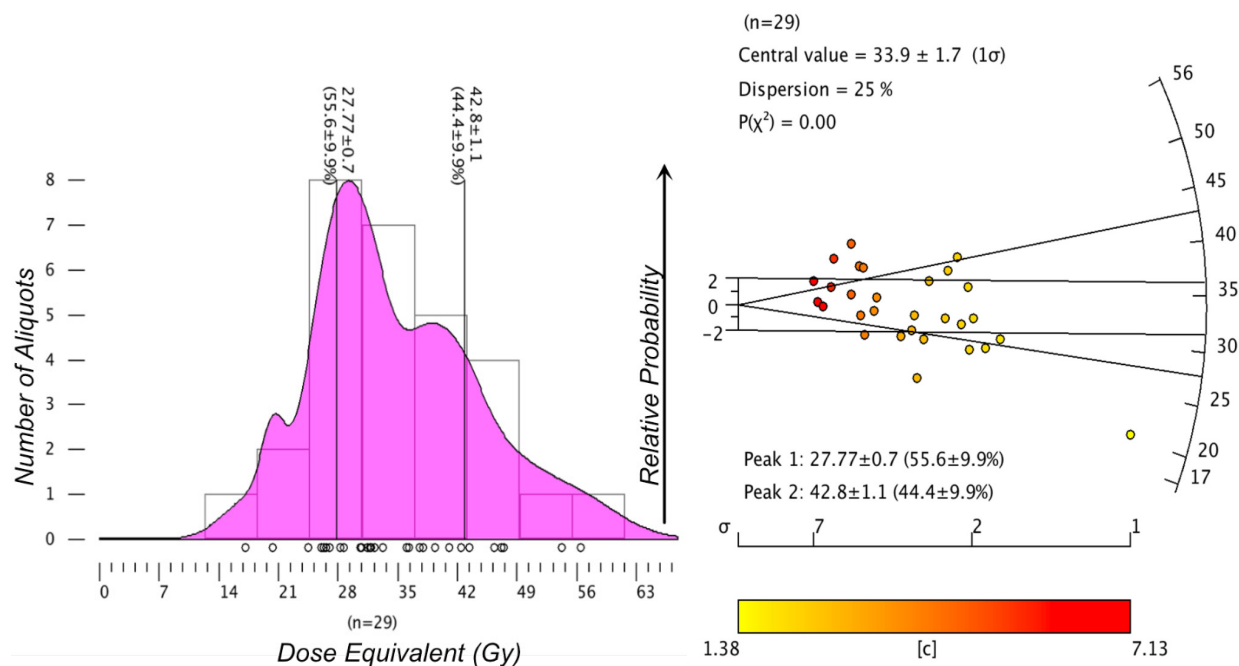 27.77±0.7
(55.6±9.9%)
42.8±1.1
(44.4±9.9%)
8
7
6
5
4
3
2
1
0
Number of Aliquots
Relative Probability
0 7 14 21 28 35 42 49 56 63
(n=29)
Dose Equivalent (Gy)
(n=29)
Central value = 33.9 ± 1.7 (1σ)
Dispersion = 25 %
P(χ²) = 0.00
56
50
45
40
35
30
25
20
17
2
0
-2
Peak 1: 27.77±0.7 (55.6±9.9%)
Peak 2: 42.8±1.1 (44.4±9.9%)
σ 7 2 1
1.38 [c] 7.13